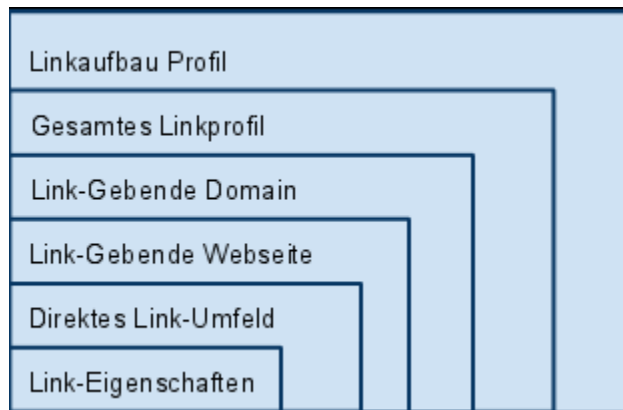 Linkaufbau Profil
Gesamtes Linkprofil
Link-Gebende Domain
Link-Gebende Webseite
Direktes Link-Umfeld
Link-Eigenschaften